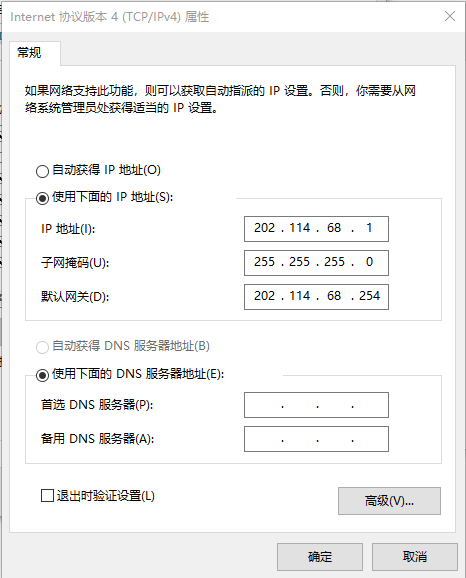 Internet 协议版本 4 (TCP/IPv4) 属性
常规
如果网络支持此功能，则可以获取自动指派的 IP 设置。否则，你需要从网
络系统管理员处获得适当的 IP 设置。
自动获得 IP 地址(O)
使用下面的 IP 地址(S):
IP 地址(I): 202 . 114 . 68 . 1
子网掩码(U): 255 . 255 . 255 . 0
默认网关(D): 202 . 114 . 68 . 254
自动获得 DNS 服务器地址(B)
使用下面的 DNS 服务器地址(E):
首选 DNS 服务器(P): . . .
备用 DNS 服务器(A): . . .
退出时验证设置(L)
高级(V)...
确定 取消